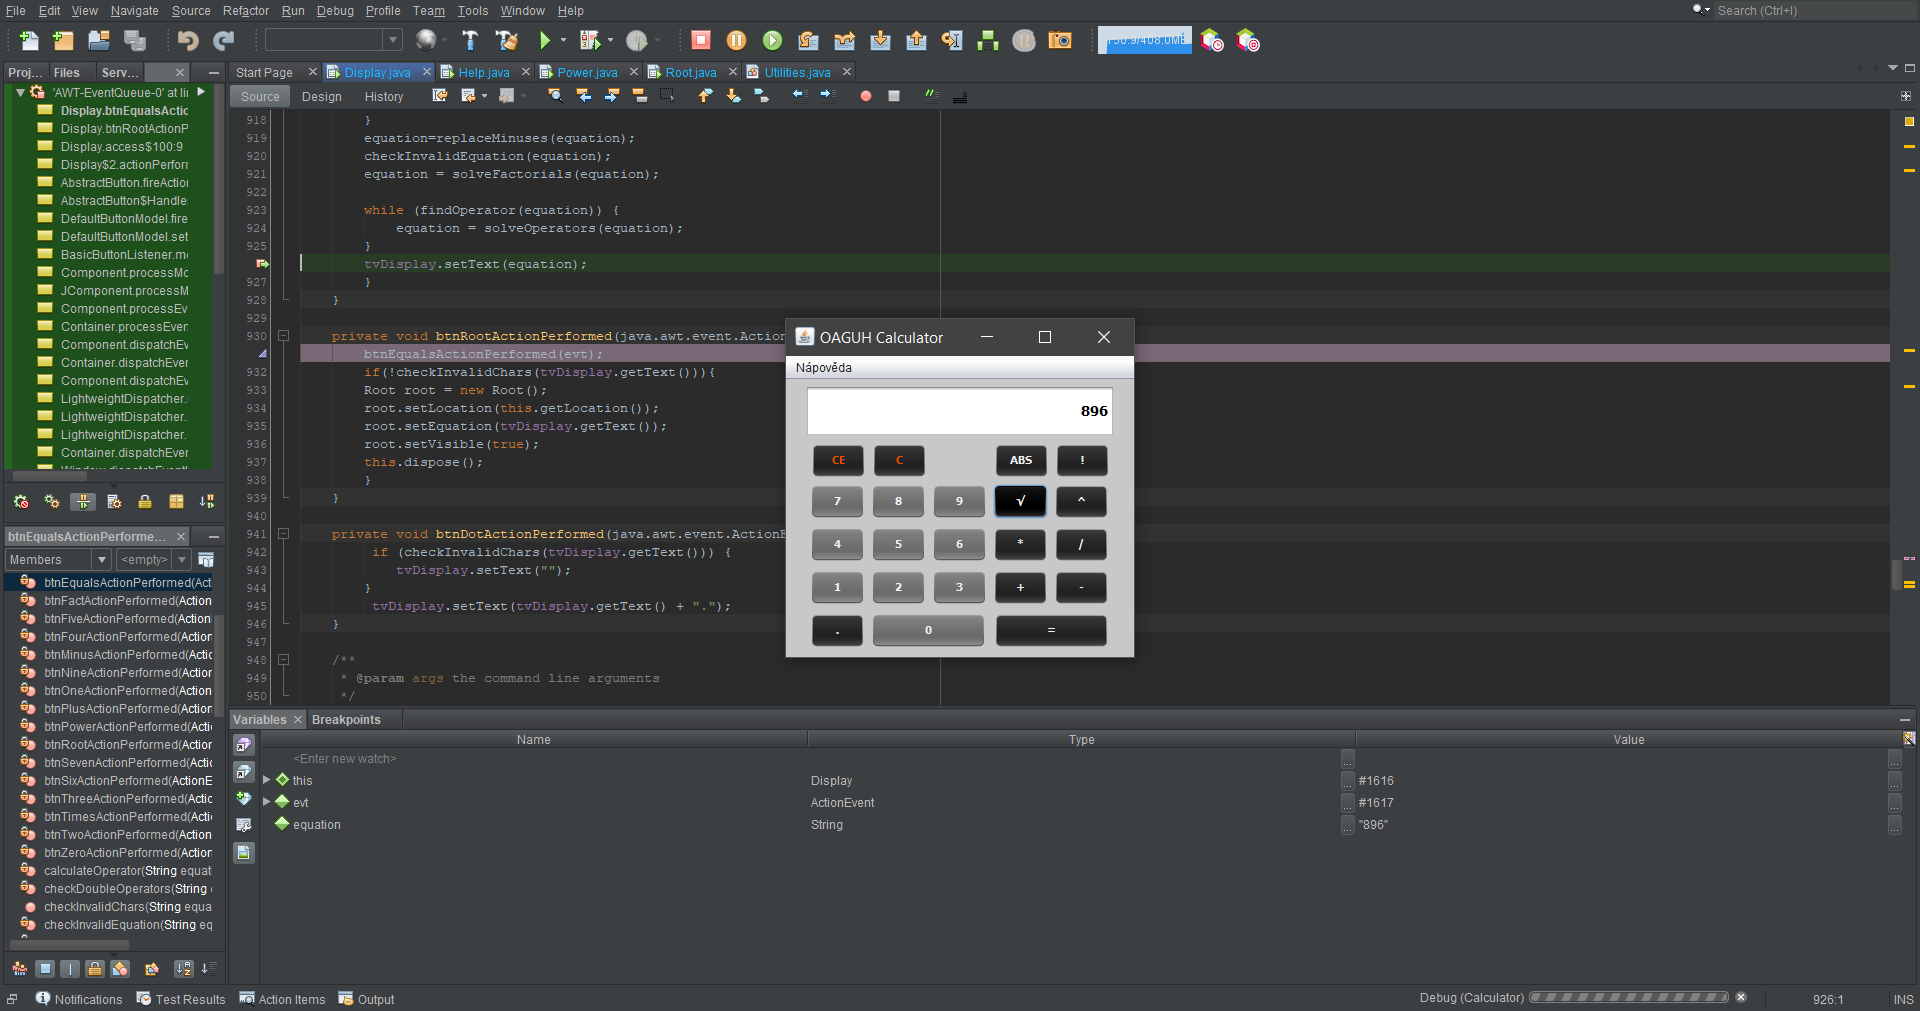 File Edit View Navigate Source Refactor Run Debug Profile Team Tools Window Help
Search (Ctrl+I)
Proj... Files Serv...
Start Page Display.java Help.java Power.java Root.java Utilities.java
Source Design History
'AWT-EventQueue-0' at li
Display.btnEqualsActic
Display.btnRootActionP
Display.access$100:9
Display$2.actionPerforr
AbstractButton.fireActior
AbstractButton$Handle
DefaultButtonModel.fire
DefaultButtonModel.set
BasicButtonListener.m
Component.processMc
JComponent.processM
Component.processEv
Container.processEver
Component.dispatchEv
Container.dispatchEver
Component.dispatchEv
LightweightDispatcher.
LightweightDispatcher.
LightweightDispatcher.
Container.dispatchEver
918 }
919 equation=replaceMinuses(equation);
920 checkInvalidEquation(equation);
921 equation = solveFactorials(equation);
922
923 while (findOperator(equation)) {
924 equation = solveOperators(equation);
925 }
tvDisplay.setText(equation);
927 }
928 }
929
930 private void btnRootActionPerformed(java.awt.event.Action
btnEqualsActionPerformed(evt);
932 if(!checkInvalidChars(tvDisplay.getText())){
933 Root root = new Root();
934 root.setLocation(this.getLocation());
935 root.setEquation(tvDisplay.getText());
936 root.setVisible(true);
937 this.dispose();
938 }
939 }
940
941 private void btnDotActionPerformed(java.awt.event.ActionE
942 if (checkInvalidChars(tvDisplay.getText())) {
943 tvDisplay.setText("");
944 }
945 tvDisplay.setText(tvDisplay.getText() + ".");
946 }
947
948 /**
949 * @param args the command line arguments
950 */
OAGUH Calculator
Nápověda
896
CE C ABS !
7 8 9 √ ^
4 5 6 * /
1 2 3 + -
. 0 =
btnEqualsActionPerforme...
Members <empty>
btnEqualsActionPerformed(Act
btnFactActionPerformed(Action
btnFiveActionPerformed(Action
btnFourActionPerformed(Action
btnMinusActionPerformed(Actio
btnNineActionPerformed(Action
btnOneActionPerformed(Action
btnPlusActionPerformed(Action
btnPowerActionPerformed(Acti
btnRootActionPerformed(Action
btnSevenActionPerformed(Actic
btnSixActionPerformed(ActionE
btnThreeActionPerformed(Actic
btnTimesActionPerformed(Acti
btnTwoActionPerformed(Action
btnZeroActionPerformed(Action
calculateOperator(String equat
checkDoubleOperators(String e
checkInvalidChars(String equa
checkInvalidEquation(String eq
Variables Breakpoints
Name Type Value
<Enter new watch>
this Display #1616
evt ActionEvent #1617
equation String "896"
Notifications Test Results Action Items Output
Debug (Calculator) 926:1 INS